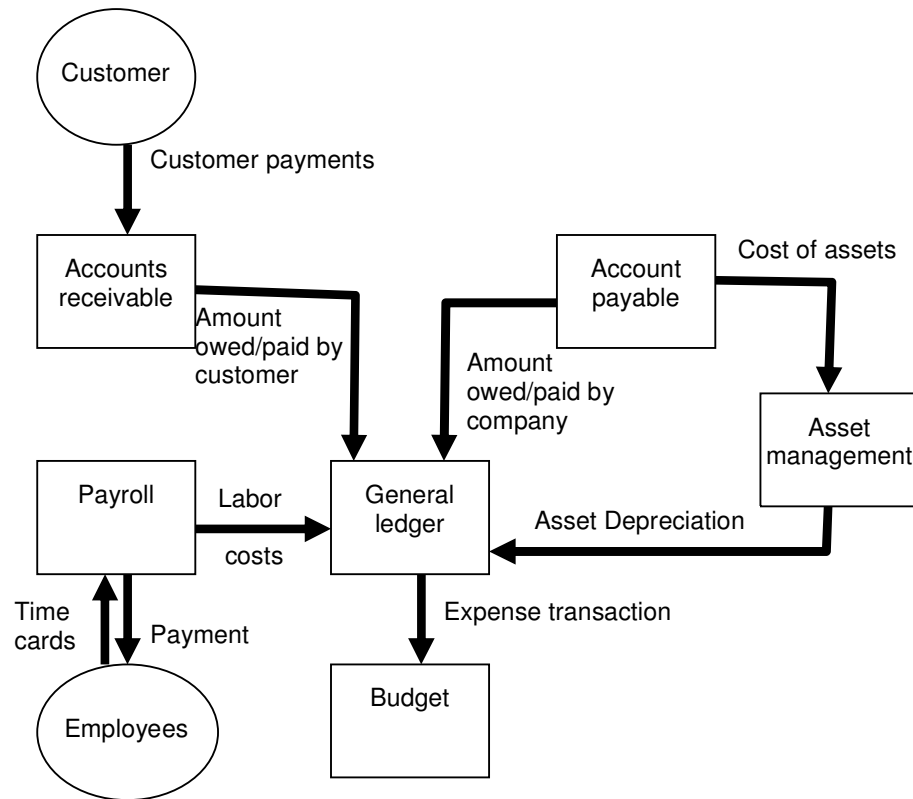 Customer
Customer payments
Accounts
receivable
Account
payable
Cost of assets
Amount
owed/paid by
customer
Amount
owed/paid by
company
Asset
management
Payroll
Labor
costs
General
ledger
Asset Depreciation
Time
cards
Payment
Expense transaction
Employees
Budget